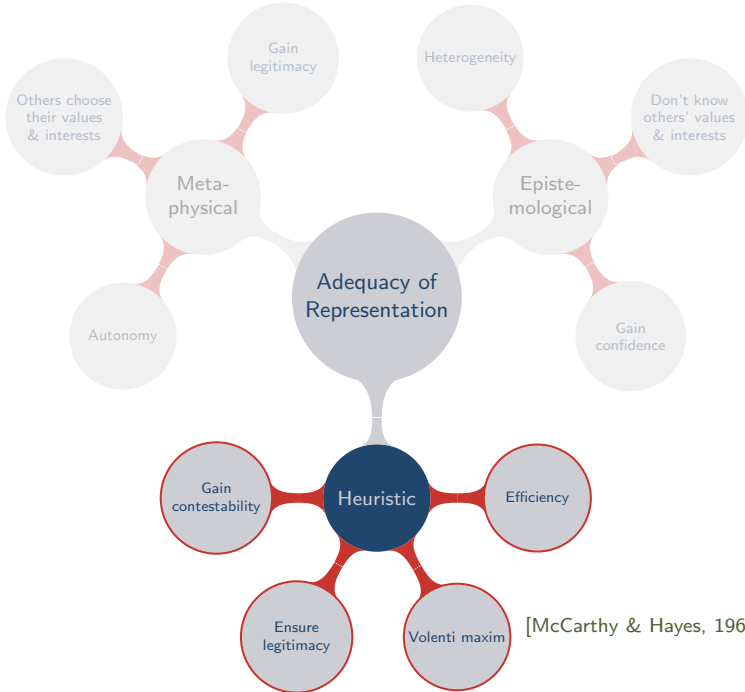 Gain
legitimacy
Heterogeneity
Others choose
their values
& interests
Don't know
others' values
& interests
Meta-
physical
Episte-
mological
Adequacy of
Representation
Autonomy
Gain
confidence
Gain
contestability
Heuristic
Efficiency
Ensure
legitimacy
Volenti maxim
[McCarthy & Hayes, 196